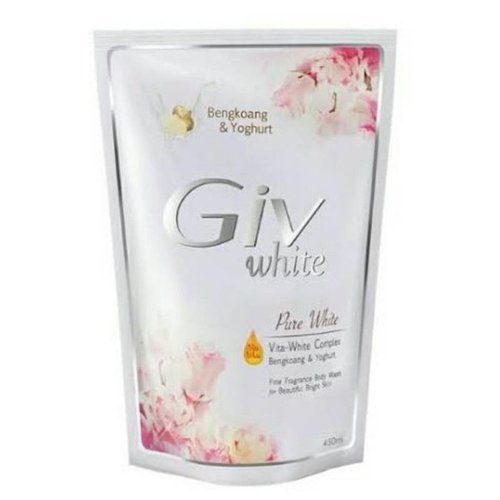 Bengkoang
& Yoghurt
Giv
white
Pure White
Vita-White Complex
Bengkoang & Yoghurt
Fine Fragrance Body Wash
for Beautiful Bright Skin
450ml